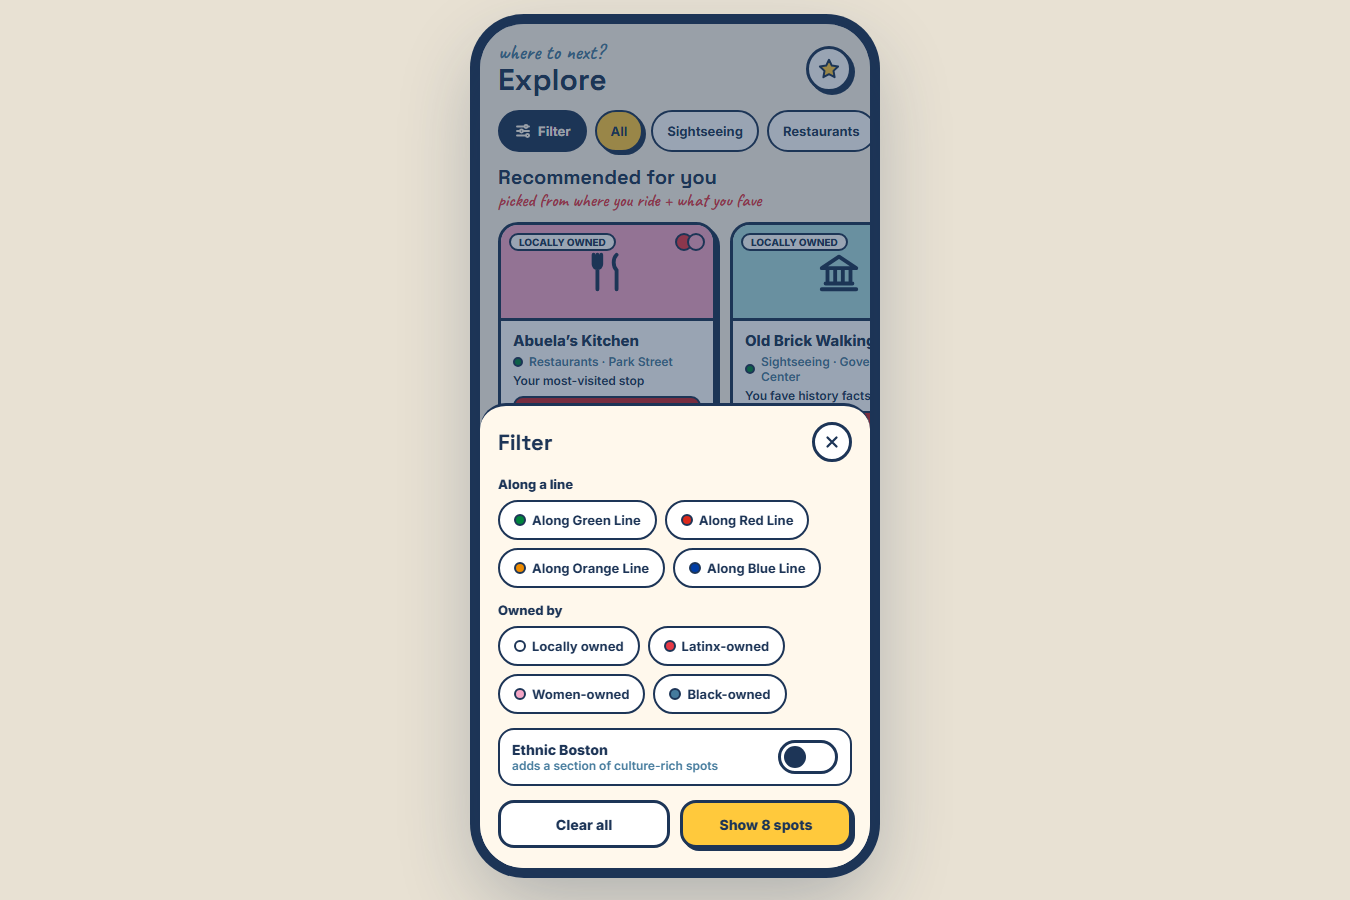 where to next?
Explore
Filter
All
Sightseeing
Restaurants
Recommended for you
picked from where you ride + what you fave
LOCALLY OWNED
LOCALLY OWNED
Abuela's Kitchen
Restaurants · Park Street
Your most-visited stop
Old Brick Walking
Sightseeing · Gove
Center
You fave history facts
Filter
Along a line
Along Green Line
Along Red Line
Along Orange Line
Along Blue Line
Owned by
Locally owned
Latinx-owned
Women-owned
Black-owned
Ethnic Boston
adds a section of culture-rich spots
Clear all
Show 8 spots